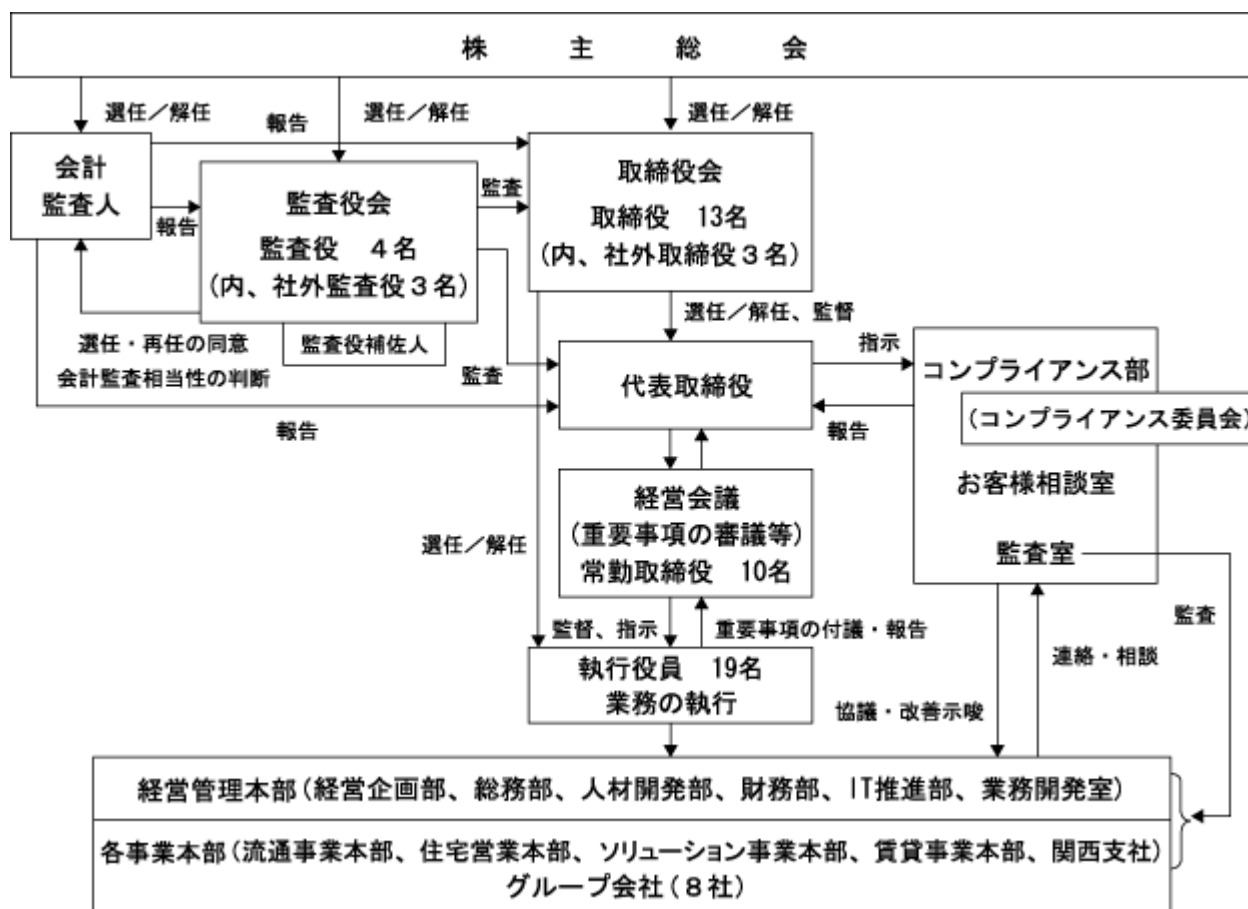 株主総会
選任／解任
報告
選任／解任
選任／解任
会計
監査人
報告
監査役会
監査役　４名
(内、社外監査役３名)
監査役補佐人
監査
取締役会
取締役　13名
(内、社外取締役３名)
選任・再任の同意
会計監査相当性の判断
監査
報告
選任／解任、監督
代表取締役
指示
報告
コンプライアンス部
(コンプライアンス委員会)
お客様相談室
監査室
経営会議
(重要事項の審議等)
常勤取締役　10名
選任／解任
監督、指示
重要事項の付議・報告
執行役員　19名
業務の執行
協議・改善示唆
連絡・相談
監査
経営管理本部(経営企画部、総務部、人材開発部、財務部、IT推進部、業務開発室)
各事業本部(流通事業本部、住宅営業本部、ソリューション事業本部、賃貸事業本部、関西支社)
グループ会社(８社)